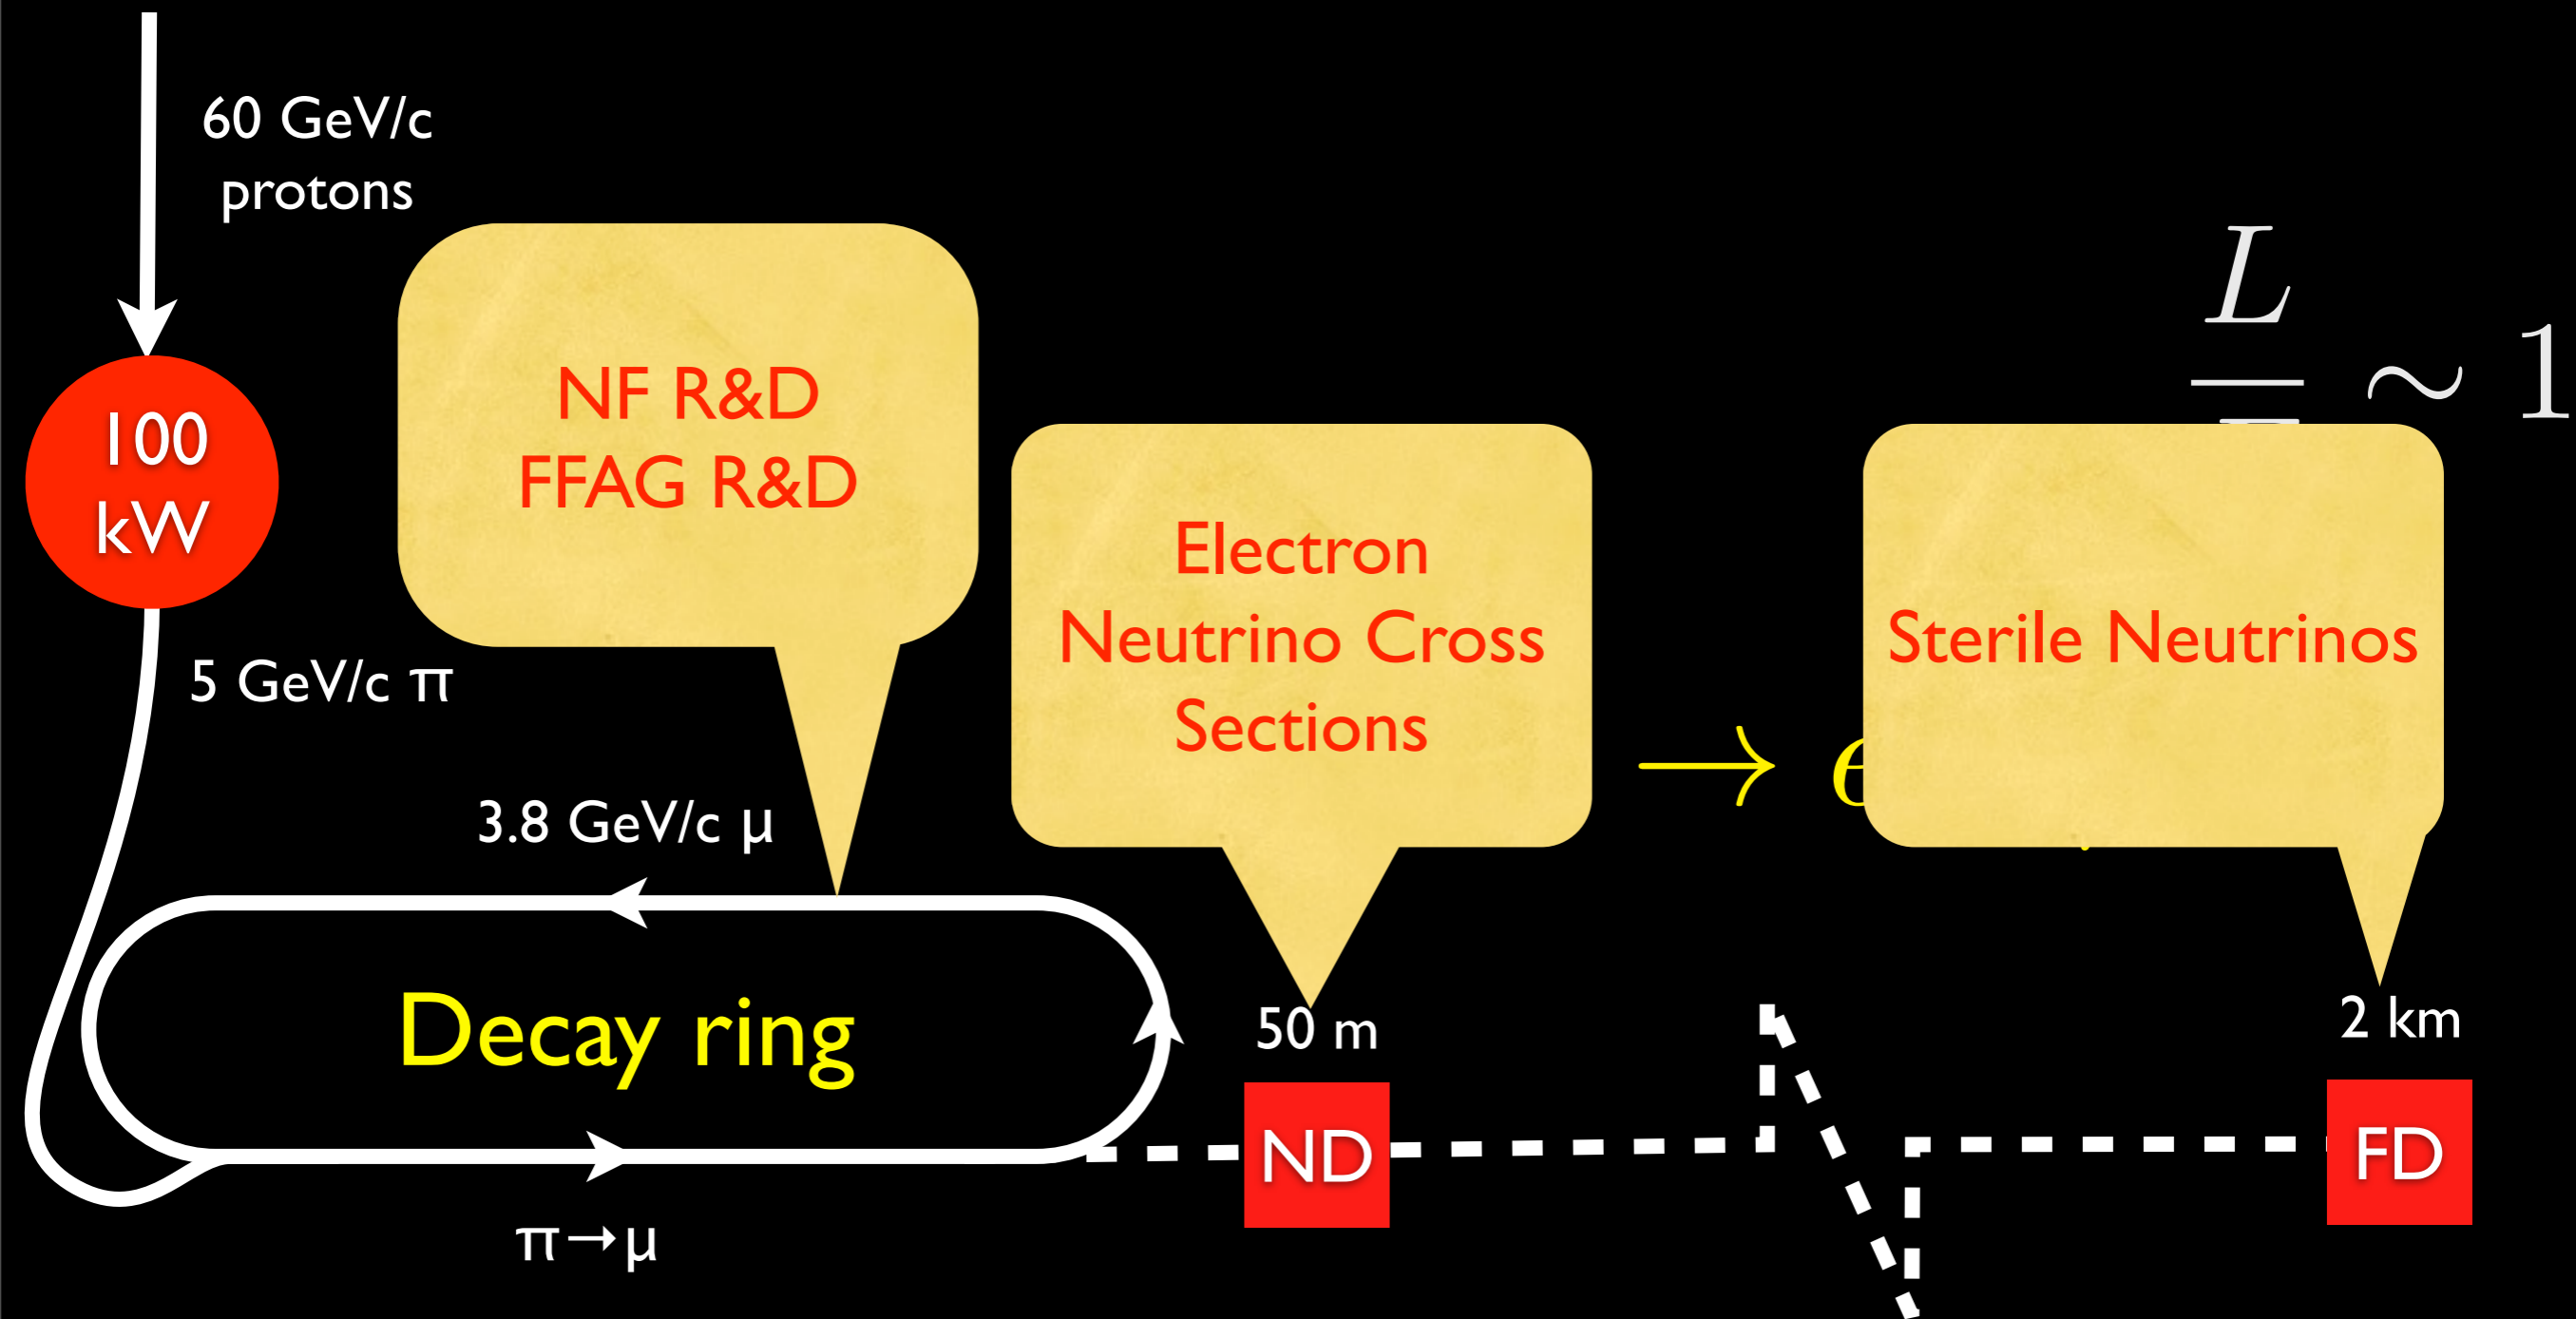 60 GeV/c
protons
L
~ 1
100
kW
NF R&D
FFAG R&D
Electron
Neutrino Cross
Sections
Sterile Neutrinos
5 GeV/c π
→ e
3.8 GeV/c μ
Decay ring
50 m
2 km
ND
FD
π→μ